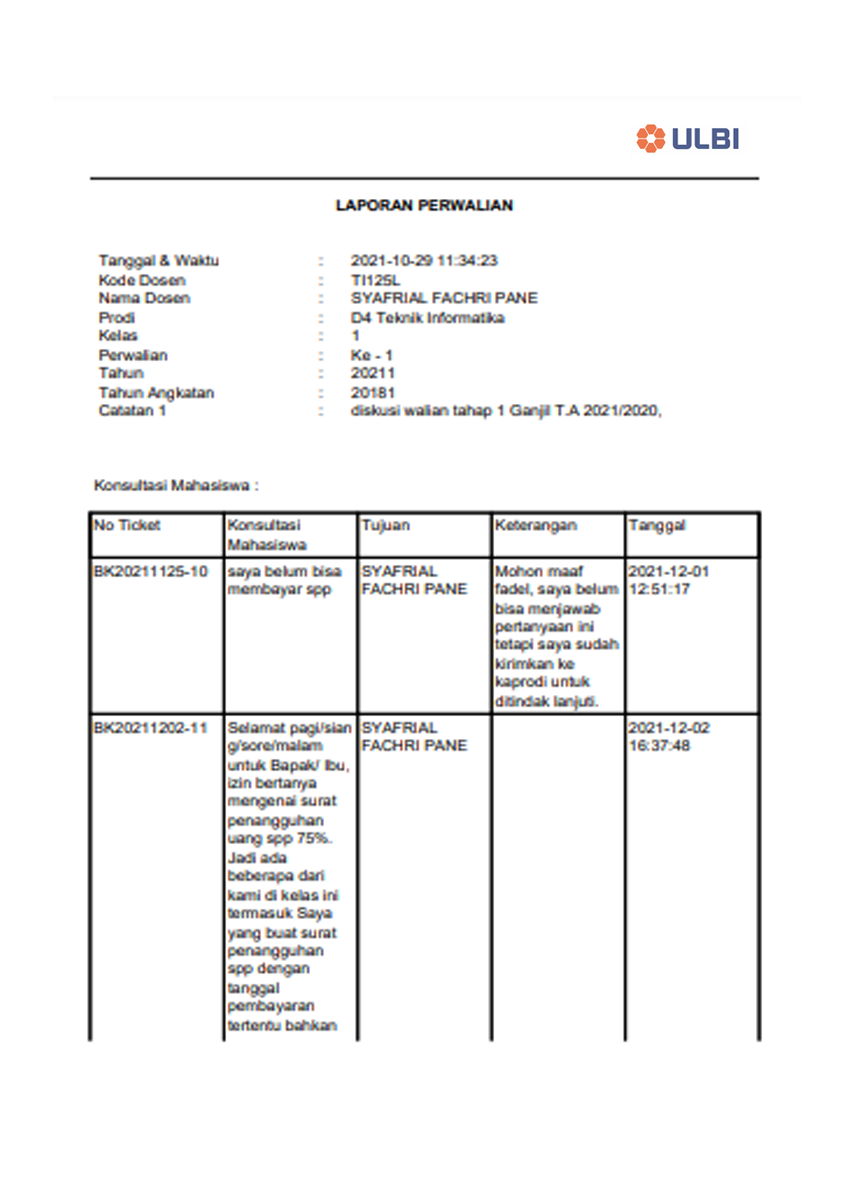 ULBI
LAPORAN PERWALIAN
Tanggal & Waktu : 2021-10-29 11:34:23
Kode Dosen : TI125L
Nama Dosen : SYAFRIAL FACHRI PANE
Prodi : D4 Teknik Informatika
Kelas : 1
Perwalian : Ke - 1
Tahun : 20211
Tahun Angkatan : 20181
Catatan 1 : diskusi walian tahap 1 Ganjil T.A 2021/2020,
Konsultasi Mahasiswa :
No Ticket
Konsultasi
Mahasiswa
Tujuan
Keterangan
Tanggal
BK20211125-10
saya belum bisa
membayar spp
SYAFRIAL
FACHRI PANE
Mohon maaf
fadel, saya belum
bisa menjawab
pertanyaan ini
tetapi saya sudah
kirimkan ke
kaprodi untuk
ditindak lanjuti.
2021-12-01
12:51:17
BK20211202-11
Selamat pagi/sian
g/sore/malam
untuk Bapak/ Ibu,
izin bertanya
mengenai surat
penangguhan
uang spp 75%.
Jadi ada
beberapa dari
kami di kelas ini
termasuk Saya
yang buat surat
penangguhan
spp dengan
tanggal
pembayaran
tertentu bahkan
SYAFRIAL
FACHRI PANE
2021-12-02
16:37:48